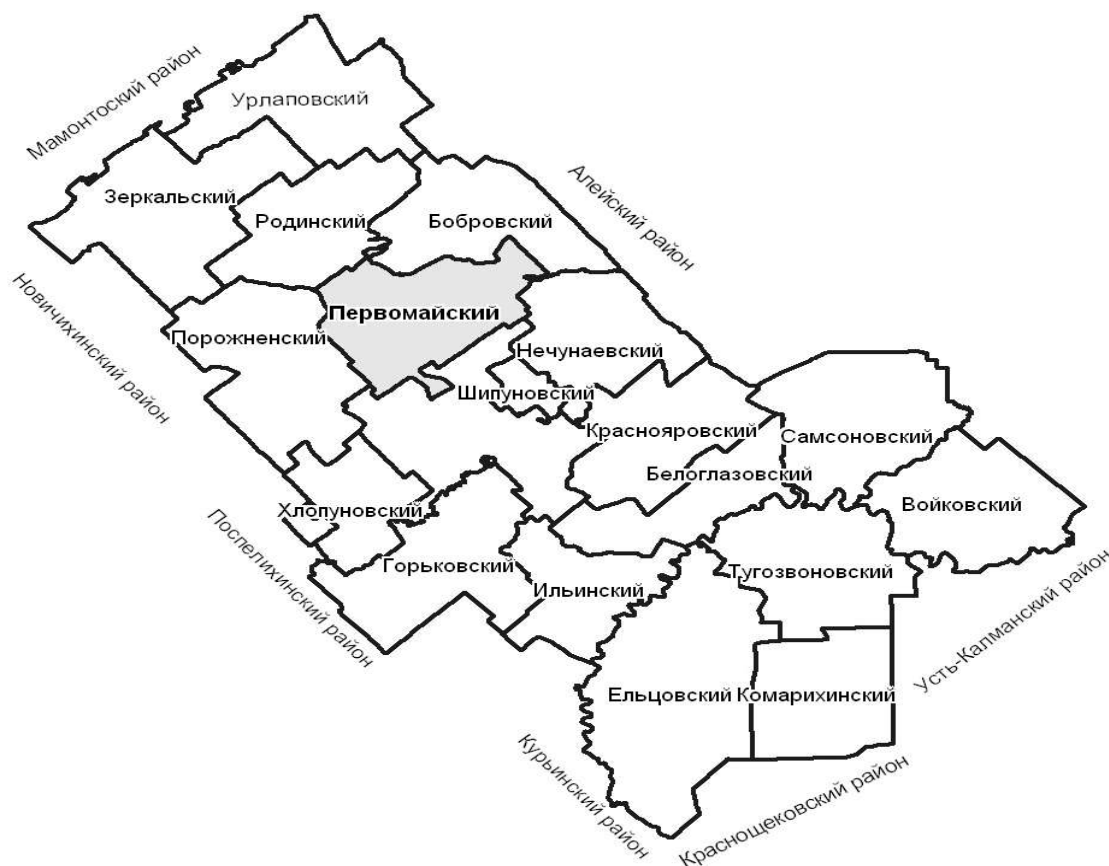 Мамонтоский район
Урлаповский
Зеркальский
Родинский
Бобровский
Алейский район
Новичихинский район
Первомайский
Порожненский
Нечунаевский
Шипуновский
Краснояровский
Самсоновский
Белоглазовский
Войковский
Хлопуновский
Поспелихинский район
Горьковский
Ильинский
Тугозвоновский
Усть-Калманский район
Ельцовский
Комарихинский
Курьинский район
Краснощековский район